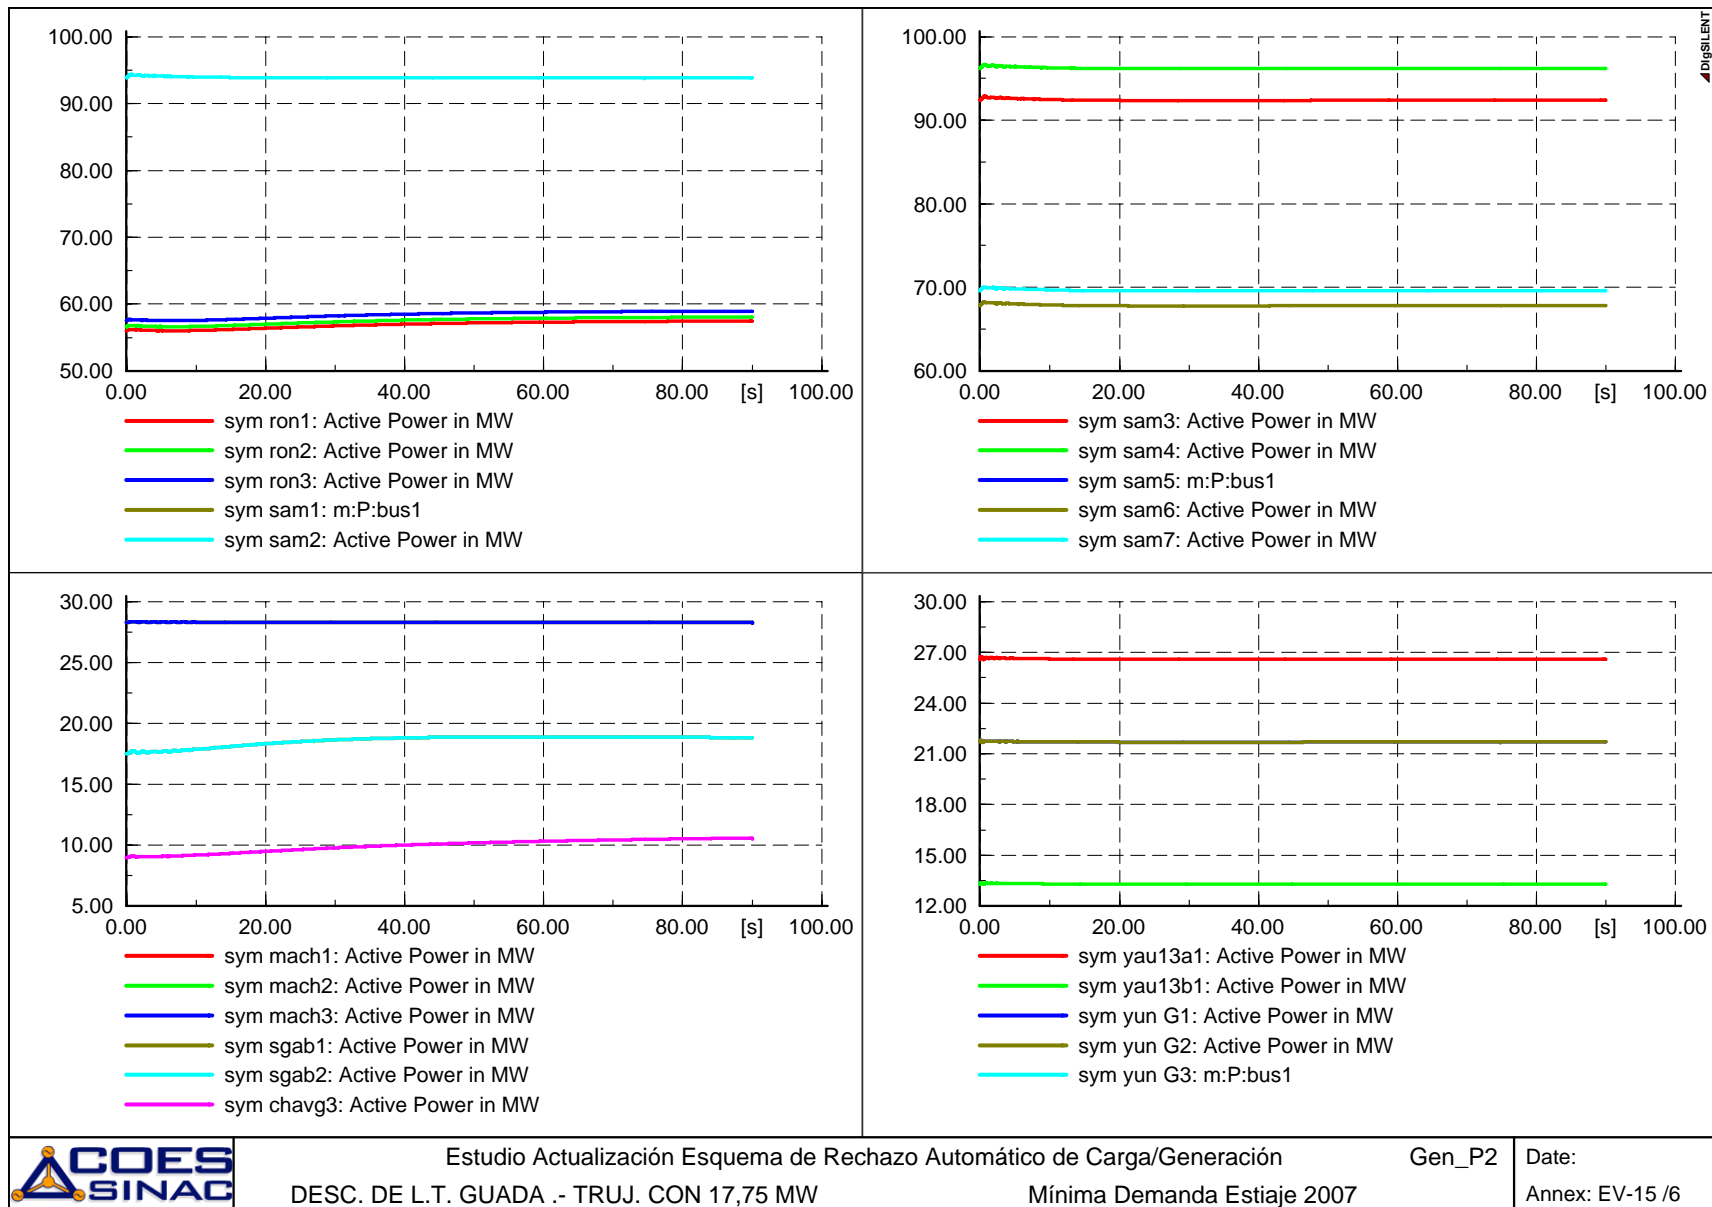 100.00
90.00
80.00
70.00
60.00
50.00
0.00 20.00 40.00 60.00 80.00 [s] 100.00
sym ron1: Active Power in MW
sym ron2: Active Power in MW
sym ron3: Active Power in MW
sym sam1: m:P:bus1
sym sam2: Active Power in MW
DIgSILENT
100.00
90.00
80.00
70.00
60.00
0.00 20.00 40.00 60.00 80.00 [s] 100.00
sym sam3: Active Power in MW
sym sam4: Active Power in MW
sym sam5: m:P:bus1
sym sam6: Active Power in MW
sym sam7: Active Power in MW
30.00
25.00
20.00
15.00
10.00
5.00
0.00 20.00 40.00 60.00 80.00 [s] 100.00
sym mach1: Active Power in MW
sym mach2: Active Power in MW
sym mach3: Active Power in MW
sym sgab1: Active Power in MW
sym sgab2: Active Power in MW
sym chavg3: Active Power in MW
30.00
27.00
24.00
21.00
18.00
15.00
12.00
0.00 20.00 40.00 60.00 80.00 [s] 100.00
sym yau13a1: Active Power in MW
sym yau13b1: Active Power in MW
sym yun G1: Active Power in MW
sym yun G2: Active Power in MW
sym yun G3: m:P:bus1
COES
SINAC
Estudio Actualización Esquema de Rechazo Automático de Carga/Generación Gen_P2
DESC. DE L.T. GUADA .- TRUJ. CON 17,75 MW Mínima Demanda Estiaje 2007
Date:
Annex: EV-15 /6